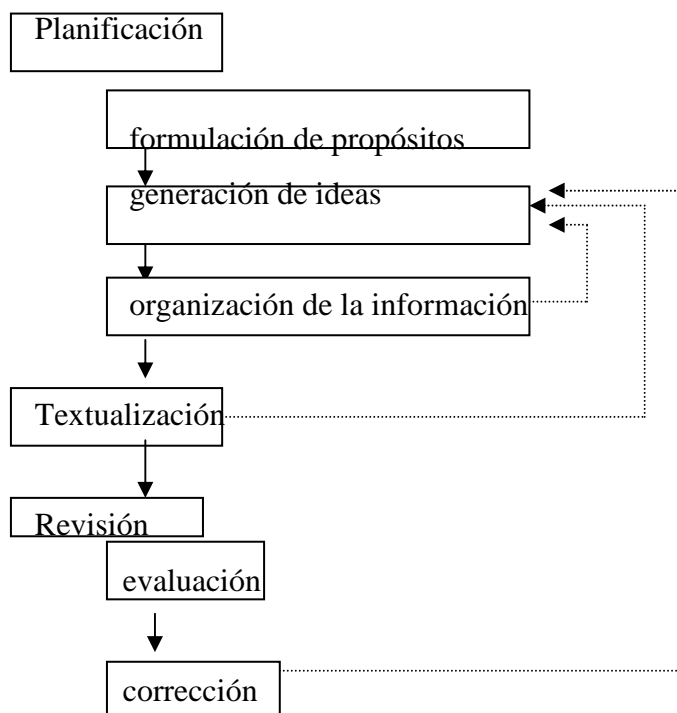 Planificación
formulación de propósitos
generación de ideas
organización de la información
Textualización
Revisión
evaluación
corrección